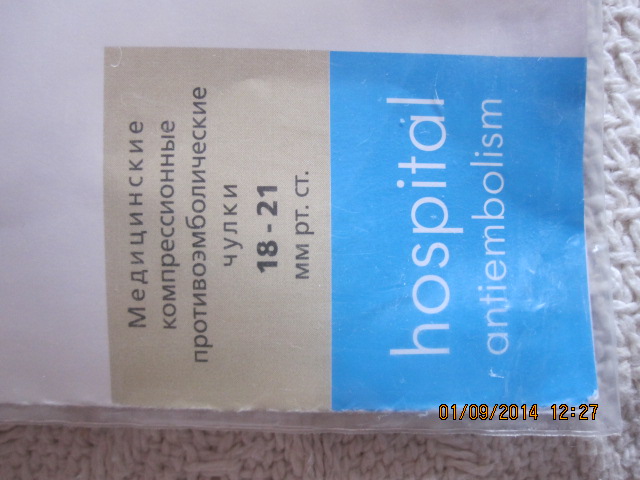 Медицинские
компрессионные
противоэмболические
чулки
18 - 21
мм рт. ст.
hospital
antiembolism
01/09/2014 12:27